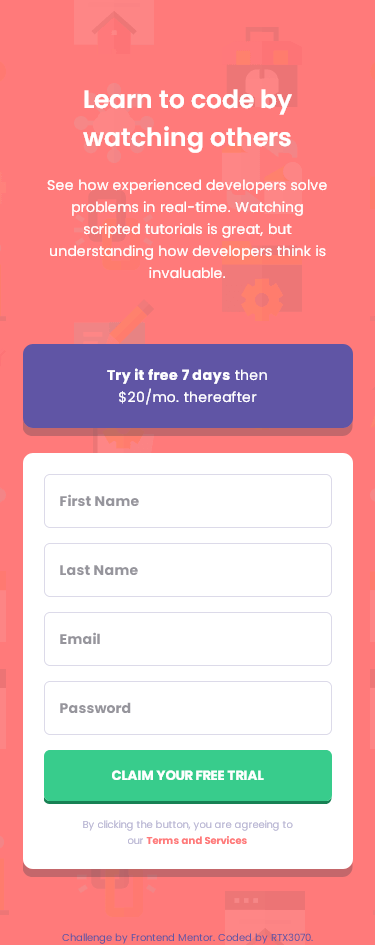 Learn to code by
watching others
See how experienced developers solve
problems in real-time. Watching
scripted tutorials is great, but
understanding how developers think is
invaluable.
Try it free 7 days then
$20/mo. thereafter
First Name
Last Name
Email
Password
CLAIM YOUR FREE TRIAL
By clicking the button, you are agreeing to
our Terms and Services
Challenge by Frontend Mentor. Coded by RTX3070.